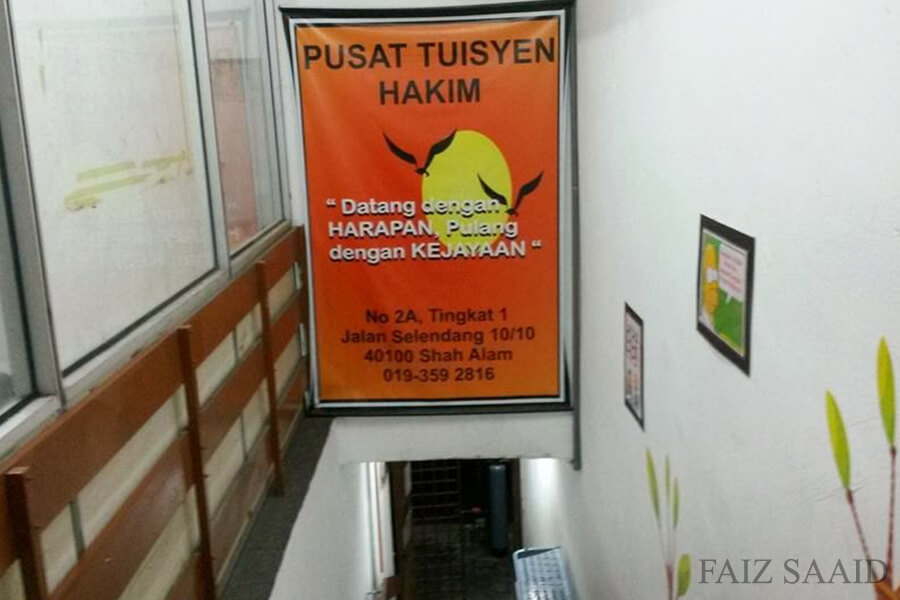 PUSAT TUISYEN
HAKIM
“ Datang dengan
HARAPAN, Pulang
dengan KEJAYAAN “
No 2A, Tingkat 1
Jalan Selendang 10/10
40100 Shah Alam
019-359 2816
FAIZ SAAID